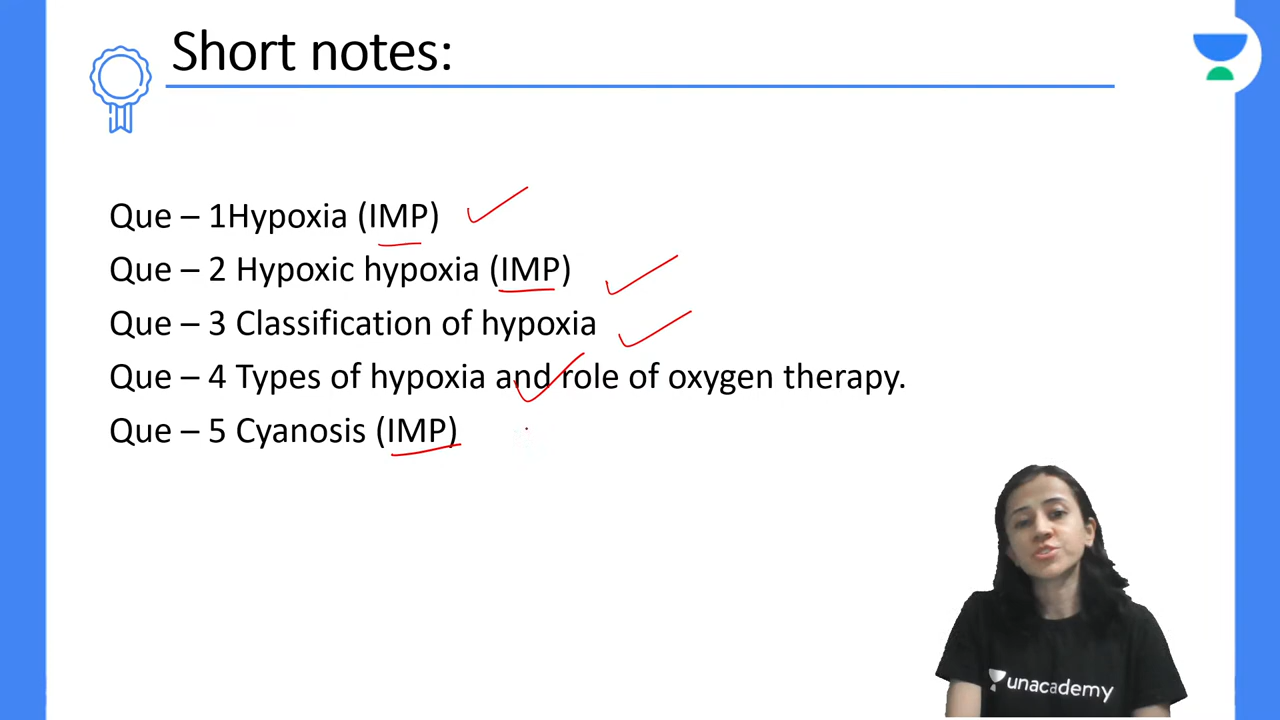 Short notes:
Que – 1Hypoxia (IMP)
Que – 2 Hypoxic hypoxia (IMP)
Que – 3 Classification of hypoxia
Que – 4 Types of hypoxia and role of oxygen therapy.
Que – 5 Cyanosis (IMP)
unacademy